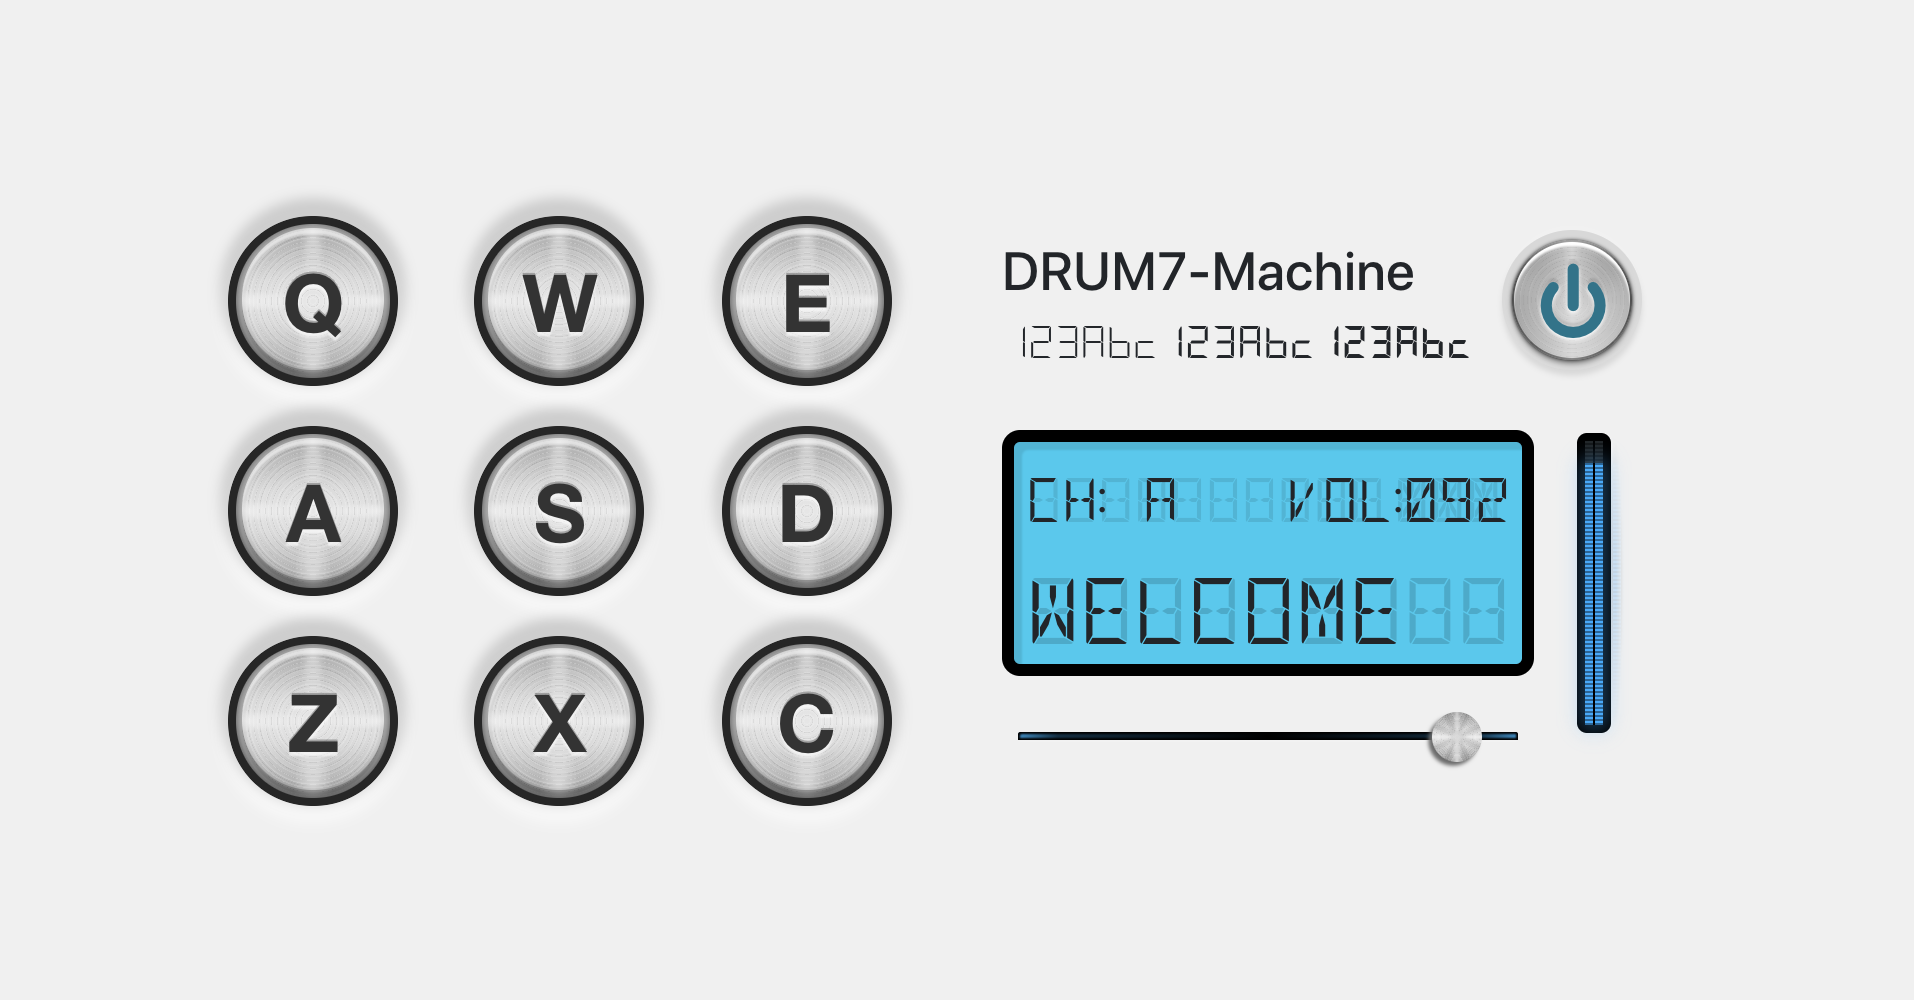 Q W E
A S D
Z X C
DRUM7-Machine
123Abc 123Abc 123Abc
CH: A VOL:092
WELCOME